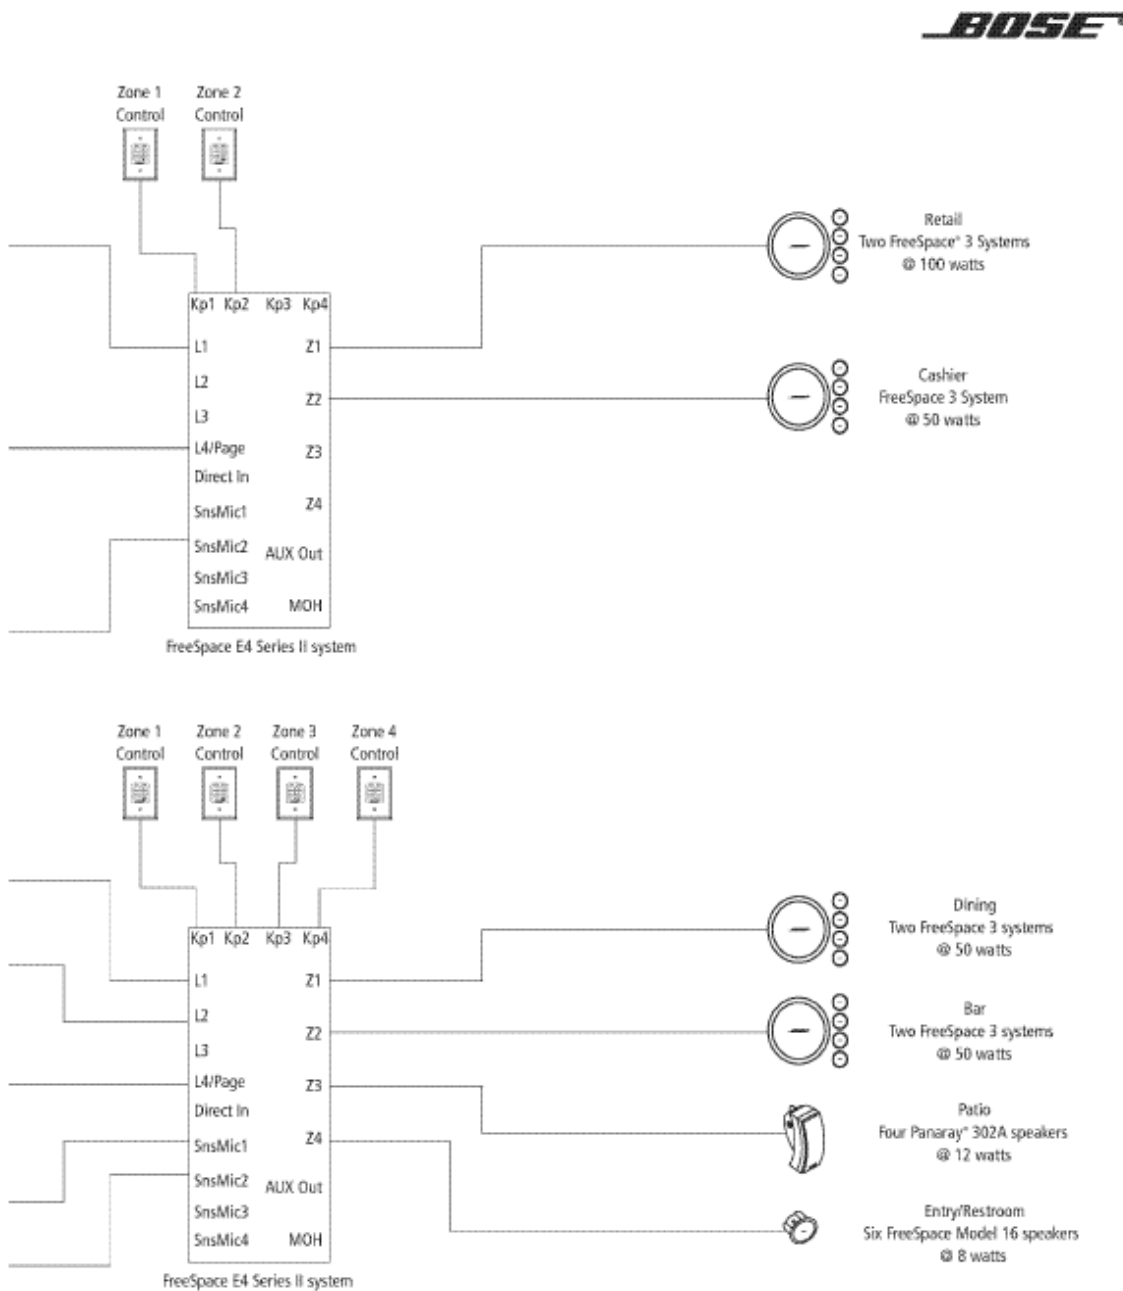 BOSE
Zone 1
Control
Zone 2
Control
Retail
Two FreeSpace® 3 Systems
@ 100 watts
Kp1 Kp2 Kp3 Kp4
L1
Z1
L2
Z2
L3
L4/Page
Z3
Direct In
Z4
SnsMic1
SnsMic2
AUX Out
SnsMic3
SnsMic4
MOH
Cashier
FreeSpace 3 System
@ 50 watts
FreeSpace E4 Series II system
Zone 1
Control
Zone 2
Control
Zone 3
Control
Zone 4
Control
Kp1 Kp2 Kp3 Kp4
L1
Z1
L2
Z2
L3
L4/Page
Z3
Direct In
Z4
SnsMic1
SnsMic2
AUX Out
SnsMic3
SnsMic4
MOH
Dining
Two FreeSpace 3 systems
@ 50 watts
Bar
Two FreeSpace 3 systems
@ 50 watts
Patio
Four Panaray® 302A speakers
@ 12 watts
Entry/Restroom
Six FreeSpace Model 16 speakers
@ 8 watts
FreeSpace E4 Series II system